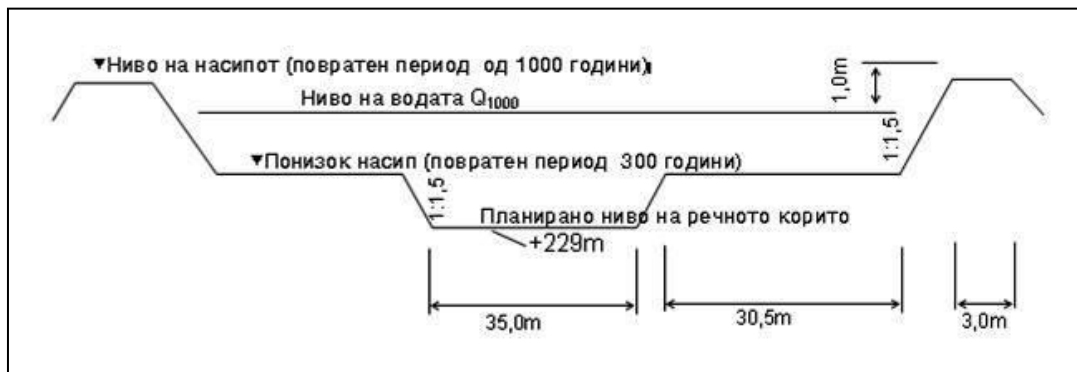 ▼Ниво на насипот (повратен период од 1000 години)
1,0m
Ниво на водата Q1000
1:1,5
▼Понизок насип (повратен период 300 години)
1:1,5
Планирано ниво на речното корито
+229m
35,0m
30,5m
3,0m